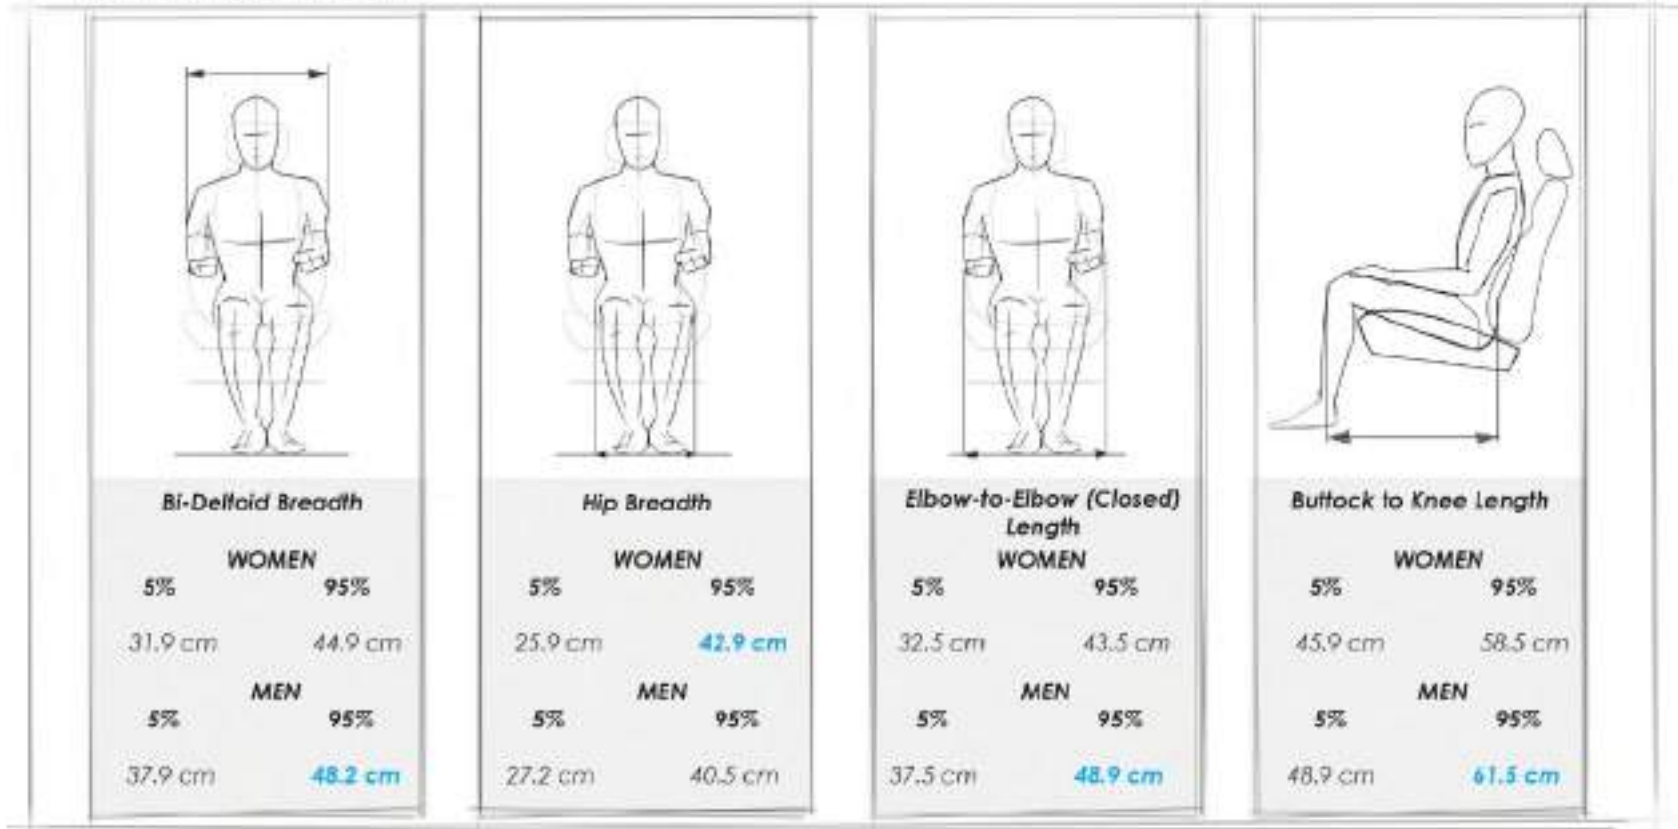 Bi-Deltoid Breadth
WOMEN
5% 95%
31.9 cm 44.9 cm
MEN
5% 95%
37.9 cm 48.2 cm
Hip Breadth
WOMEN
5% 95%
25.9 cm 42.9 cm
MEN
5% 95%
27.2 cm 40.5 cm
Elbow-to-Elbow (Closed)
Length
WOMEN
5% 95%
32.5 cm 43.5 cm
MEN
5% 95%
37.5 cm 48.9 cm
Buttock to Knee Length
WOMEN
5% 95%
45.9 cm 58.5 cm
MEN
5% 95%
48.9 cm 61.5 cm